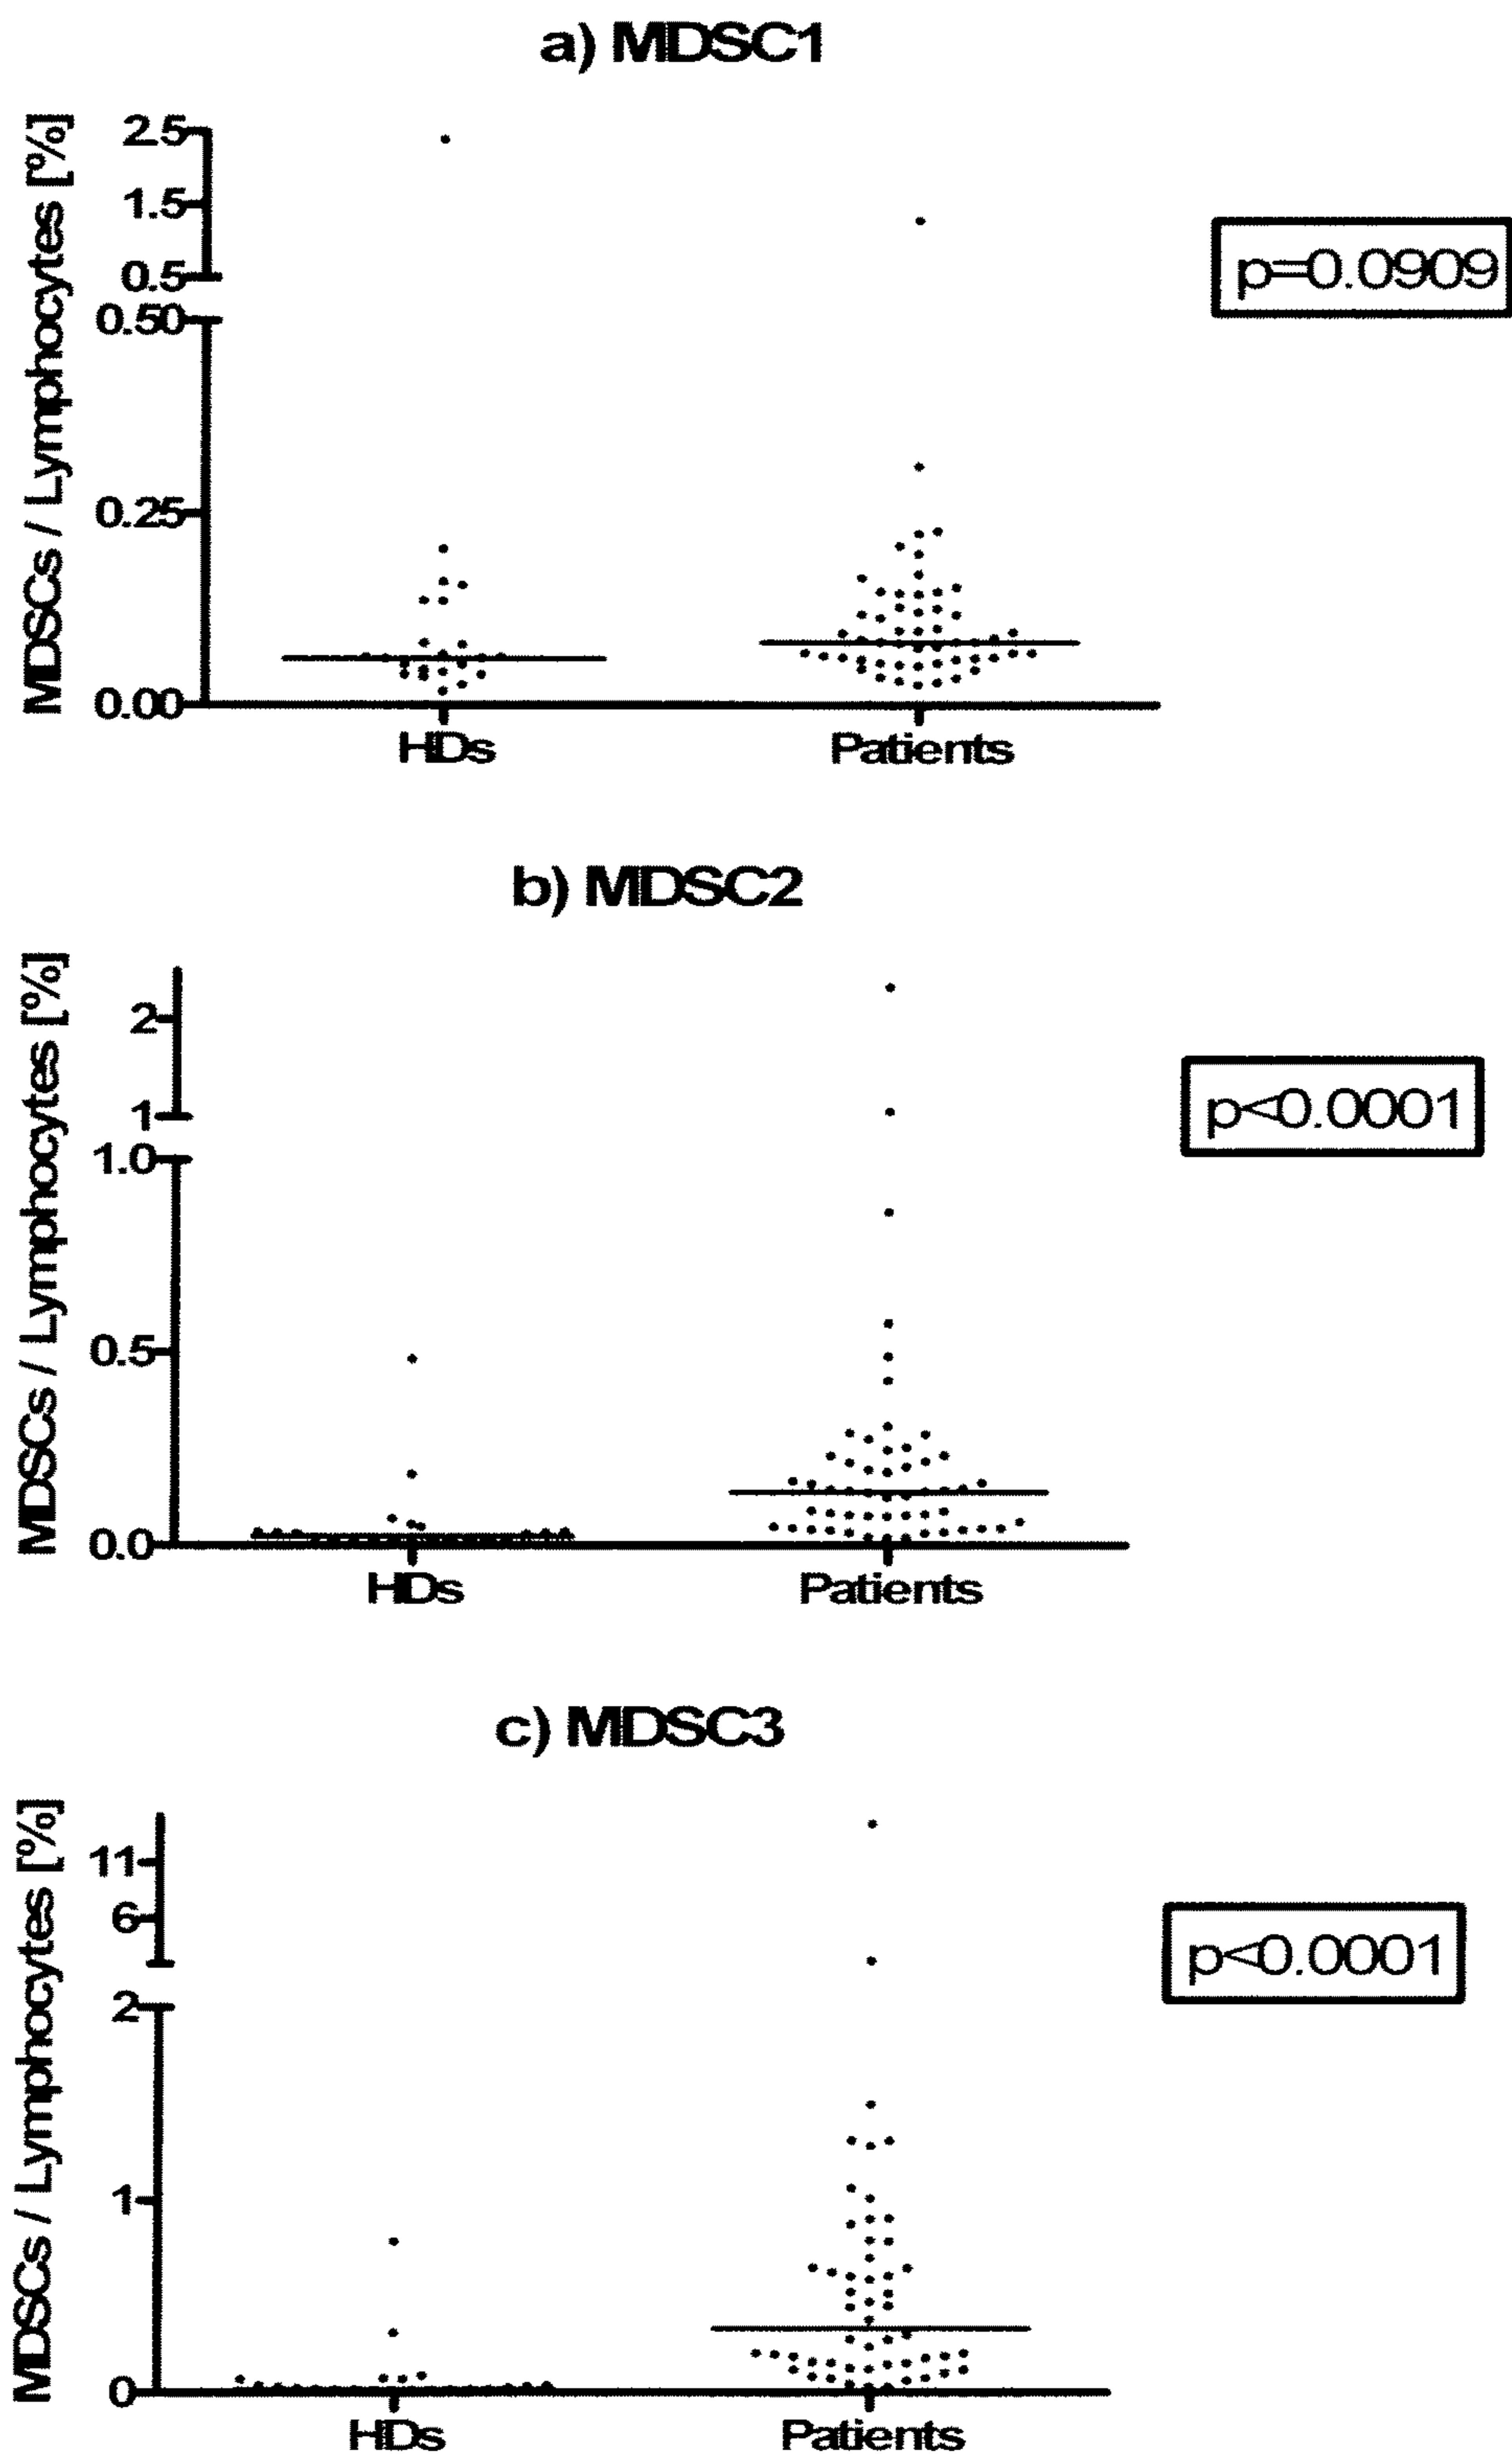 a) MDSC1
MDSCs / Lymphocytes [%]
2.5
1.5
0.5
0.50
0.25
0.00
HDs
Patients
p=0.0909
b) MDSC2
MDSCs / Lymphocytes [%]
2
1
1.0
0.5
0.0
HDs
Patients
p<0.0001
c) MDSC3
MDSCs / Lymphocytes [%]
11
6
2
1
0
HDs
Patients
p<0.0001